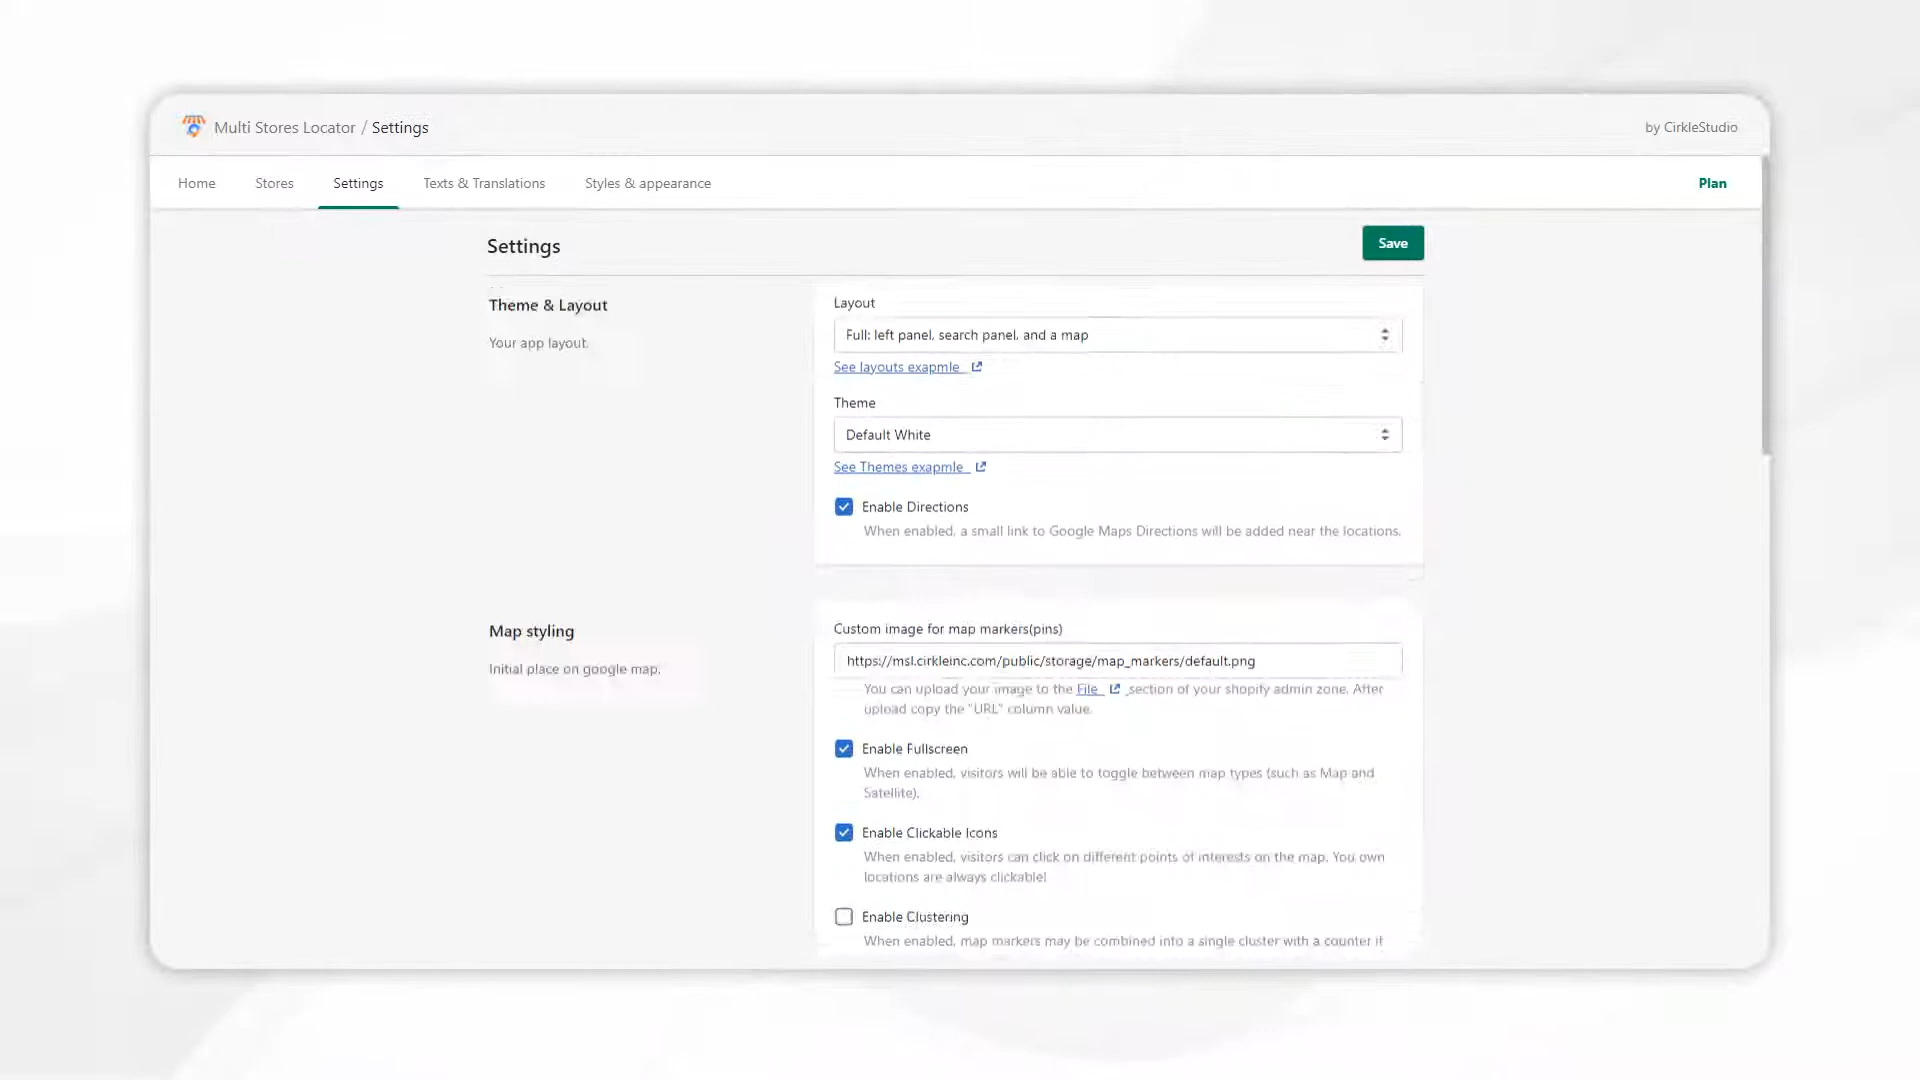 Multi Stores Locator / Settings
by CirkleStudio
Home
Stores
Settings
Texts & Translations
Styles & appearance
Plan
Settings
Save
Theme & Layout
Your app layout.
Layout
Full: left panel, search panel, and a map
See layouts exapmle
Theme
Default White
See Themes exapmle
Enable Directions
When enabled, a small link to Google Maps Directions will be added near the locations.
Map styling
Initial place on google map.
Custom image for map markers(pins)
https://msl.cirkleinc.com/public/storage/map_markers/default.png
You can upload your image to the File ,section of your shopify admin zone. After
upload copy the "URL" column value.
Enable Fullscreen
When enabled, visitors will be able to toggle between map types (such as Map and
Satellite).
Enable Clickable Icons
When enabled, visitors can click on different points of interests on the map. You own
locations are always clickable!
Enable Clustering
When enabled, map markers may be combined into a single cluster with a counter if